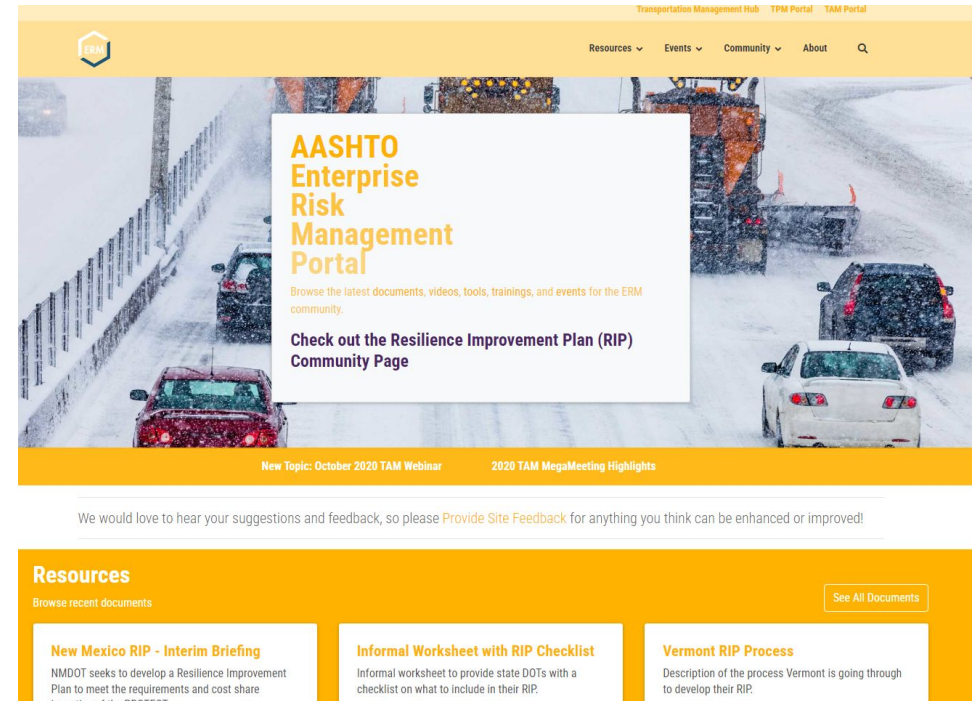 Transportation Management Hub TPM Portal TAM Portal
ERM
Resources Events Community About
AASHTO
Enterprise
Risk
Management
Portal
Browse the latest documents, videos, tools, trainings, and events for the ERM
community.
Check out the Resilience Improvement Plan (RIP)
Community Page
New Topic: October 2020 TAM Webinar 2020 TAM MegaMeeting Highlights
We would love to hear your suggestions and feedback, so please Provide Site Feedback for anything you think can be enhanced or improved!
Resources
Browse recent documents
See All Documents
New Mexico RIP - Interim Briefing
NMDOT seeks to develop a Resilience Improvement
Plan to meet the requirements and cost share
Informal Worksheet with RIP Checklist
Informal worksheet to provide state DOTs with a
checklist on what to include in their RIP.
Vermont RIP Process
Description of the process Vermont is going through
to develop their RIP.